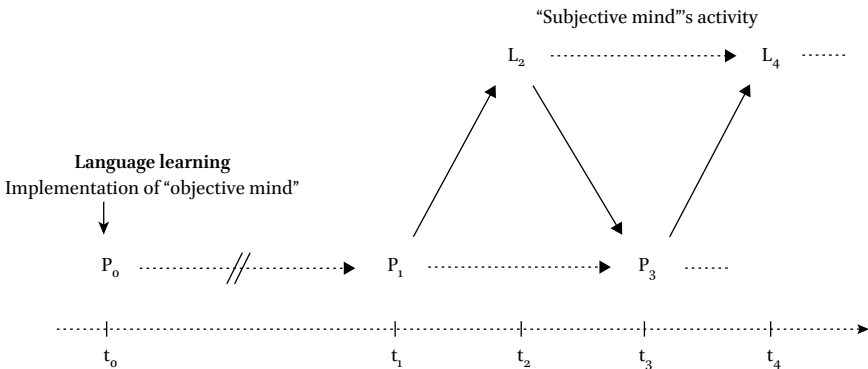 “Subjective mind”’s activity
L₂ L₄
Language learning
Implementation of “objective mind”
P₀ P₁ P₃
t₀ t₁ t₂ t₃ t₄